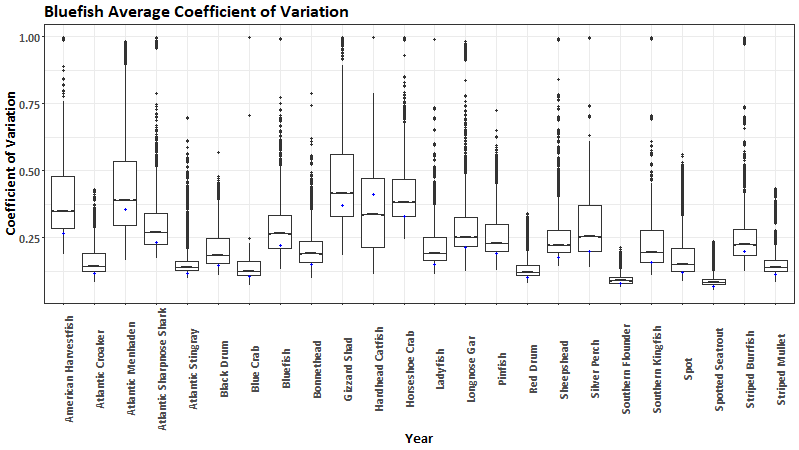 Bluefish Average Coefficient of Variation
Coefficient of Variation
1.00
0.75
0.50
0.25
American Harvestfish
Atlantic Croaker
Atlantic Menhaden
Atlantic Sharpnose Shark
Atlantic Stingray
Black Drum
Blue Crab
Bluefish
Bonnethead
Gizzard Shad
Hardhead Catfish
Horseshoe Crab
Ladyfish
Longnose Gar
Pinfish
Red Drum
Sheepshead
Silver Perch
Southern Flounder
Southern Kingfish
Spot
Spotted Seatrout
Striped Burrfish
Striped Mullet
Year